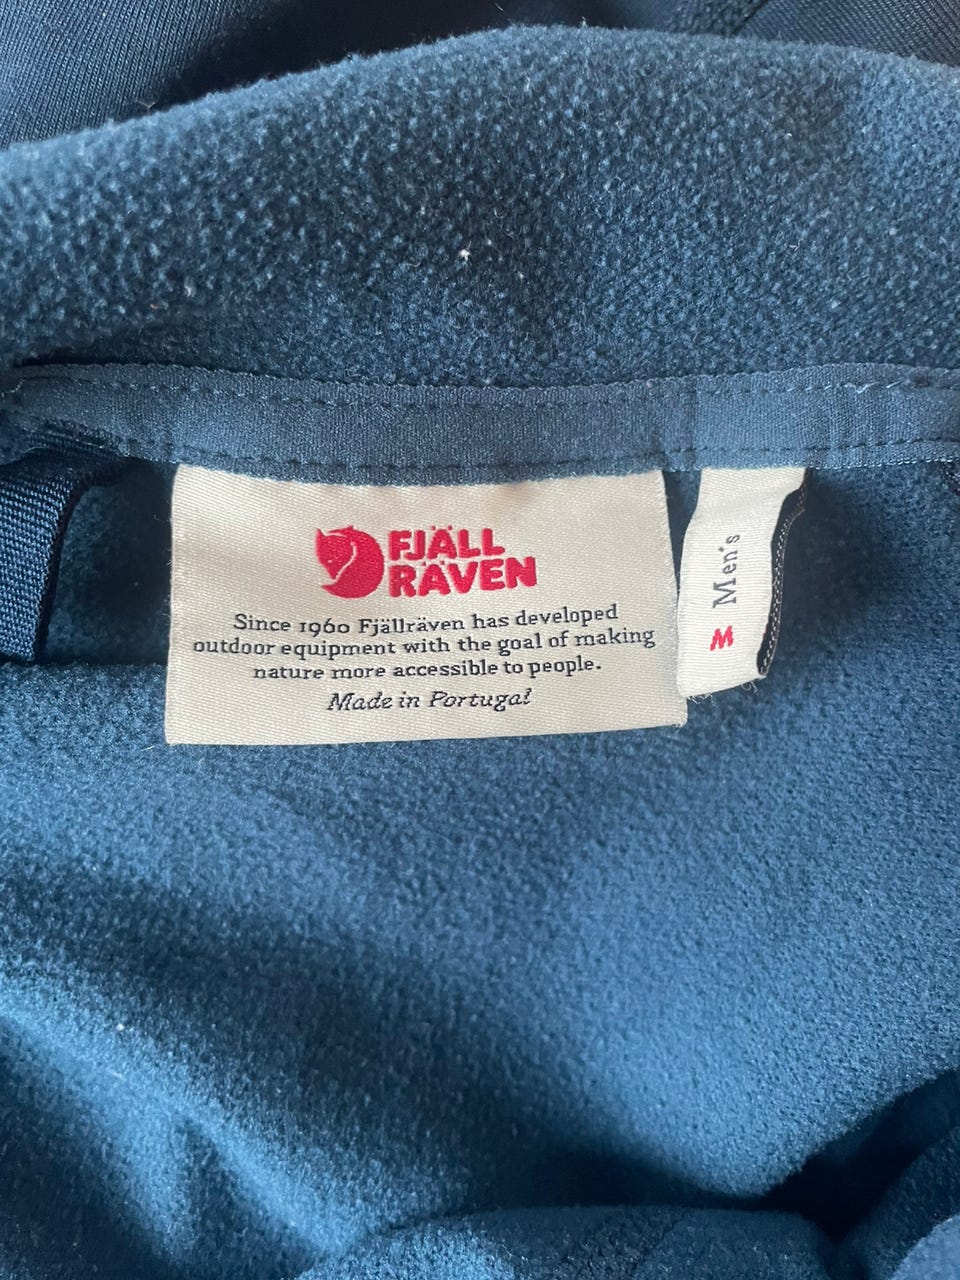 FJÄLL
RÄVEN
Since 1960 Fjällräven has developed
outdoor equipment with the goal of making
nature more accessible to people.
Made in Portugal
Men's
M